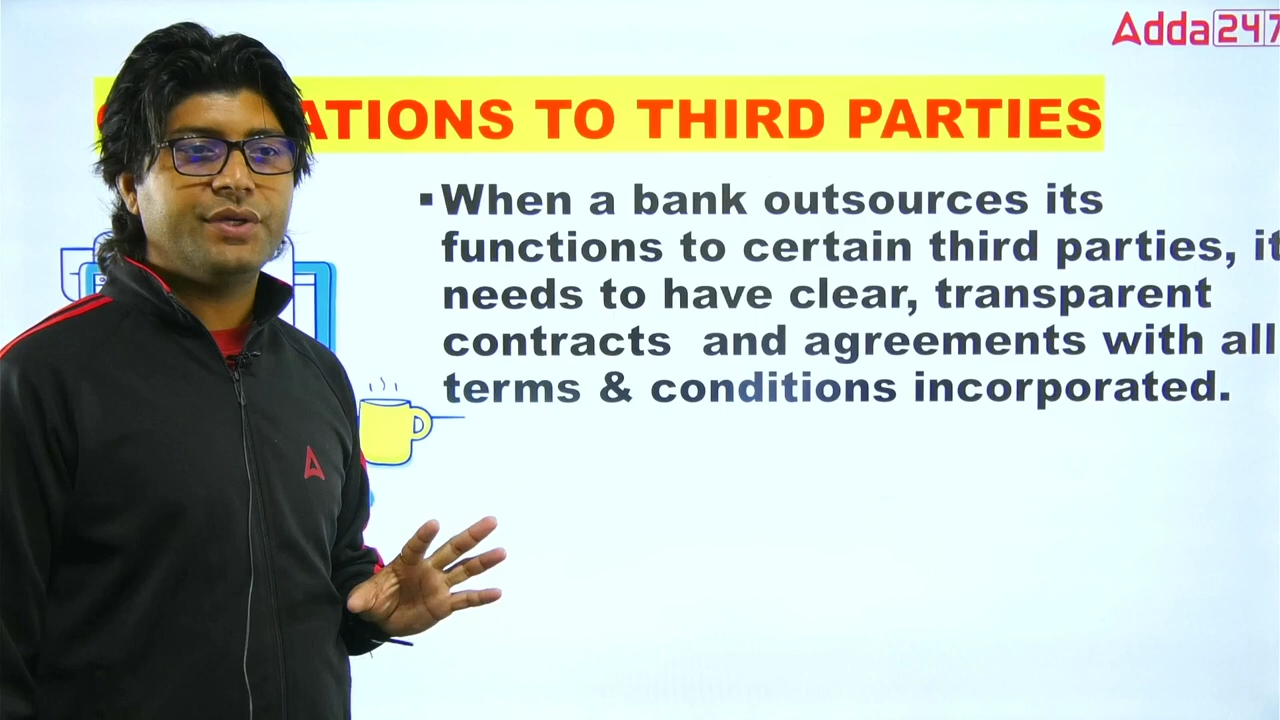 Adda247
ATIONS TO THIRD PARTIES
▪When a bank outsources its
functions to certain third parties, it
needs to have clear, transparent
contracts and agreements with all
terms & conditions incorporated.